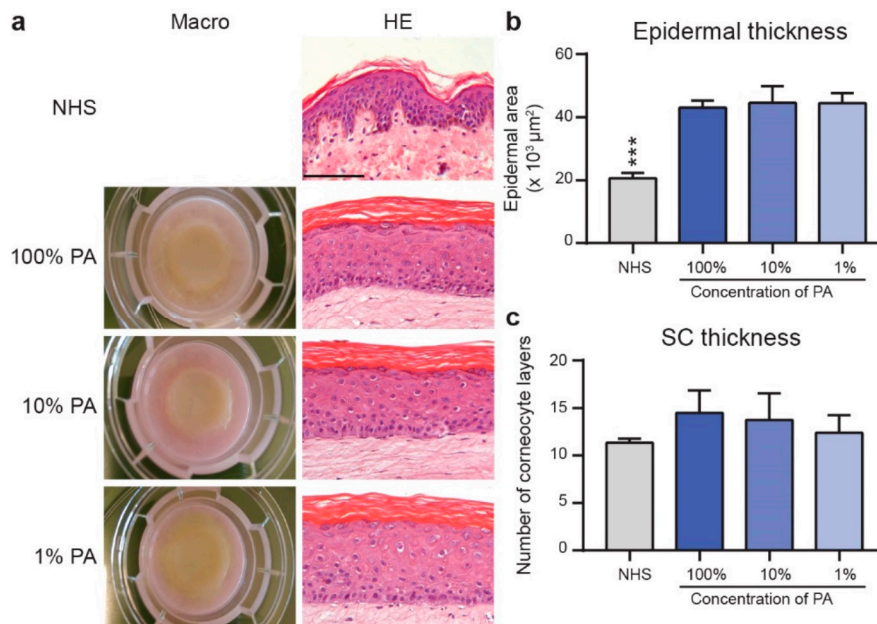 a
Macro
HE
NHS
100% PA
10% PA
1% PA
b
Epidermal thickness
Epidermal area
(x 10³ µm²)
60
40
20
0
***
NHS
100%
10%
1%
Concentration of PA
c
SC thickness
Number of corneocyte layers
20
15
10
5
0
NHS
100%
10%
1%
Concentration of PA